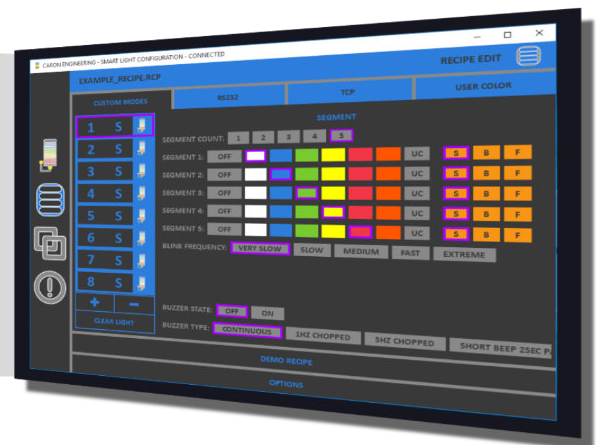 CARON ENGINEERING - SMART LIGHT CONFIGURATION - CONNECTED
EXAMPLE_RECIPE.RCP
RECIPE EDIT
CUSTOM MODES RS232 TCP USER COLOR
SEGMENT
1 S
2 S
3 S
4 S
5 S
6 S
7 S
8 S
+ −
CLEAR LIGHT
SEGMENT COUNT: 1 2 3 4 5
SEGMENT 1: OFF UC S B F
SEGMENT 2: OFF UC S B F
SEGMENT 3: OFF UC S B F
SEGMENT 4: OFF UC S B F
SEGMENT 5: OFF UC S B F
BLINK FREQUENCY: VERY SLOW SLOW MEDIUM FAST EXTREME
BUZZER STATE: OFF ON
BUZZER TYPE: CONTINUOUS 1HZ CHOPPED 5HZ CHOPPED SHORT BEEP 2SEC P
DEMO RECIPE
OPTIONS